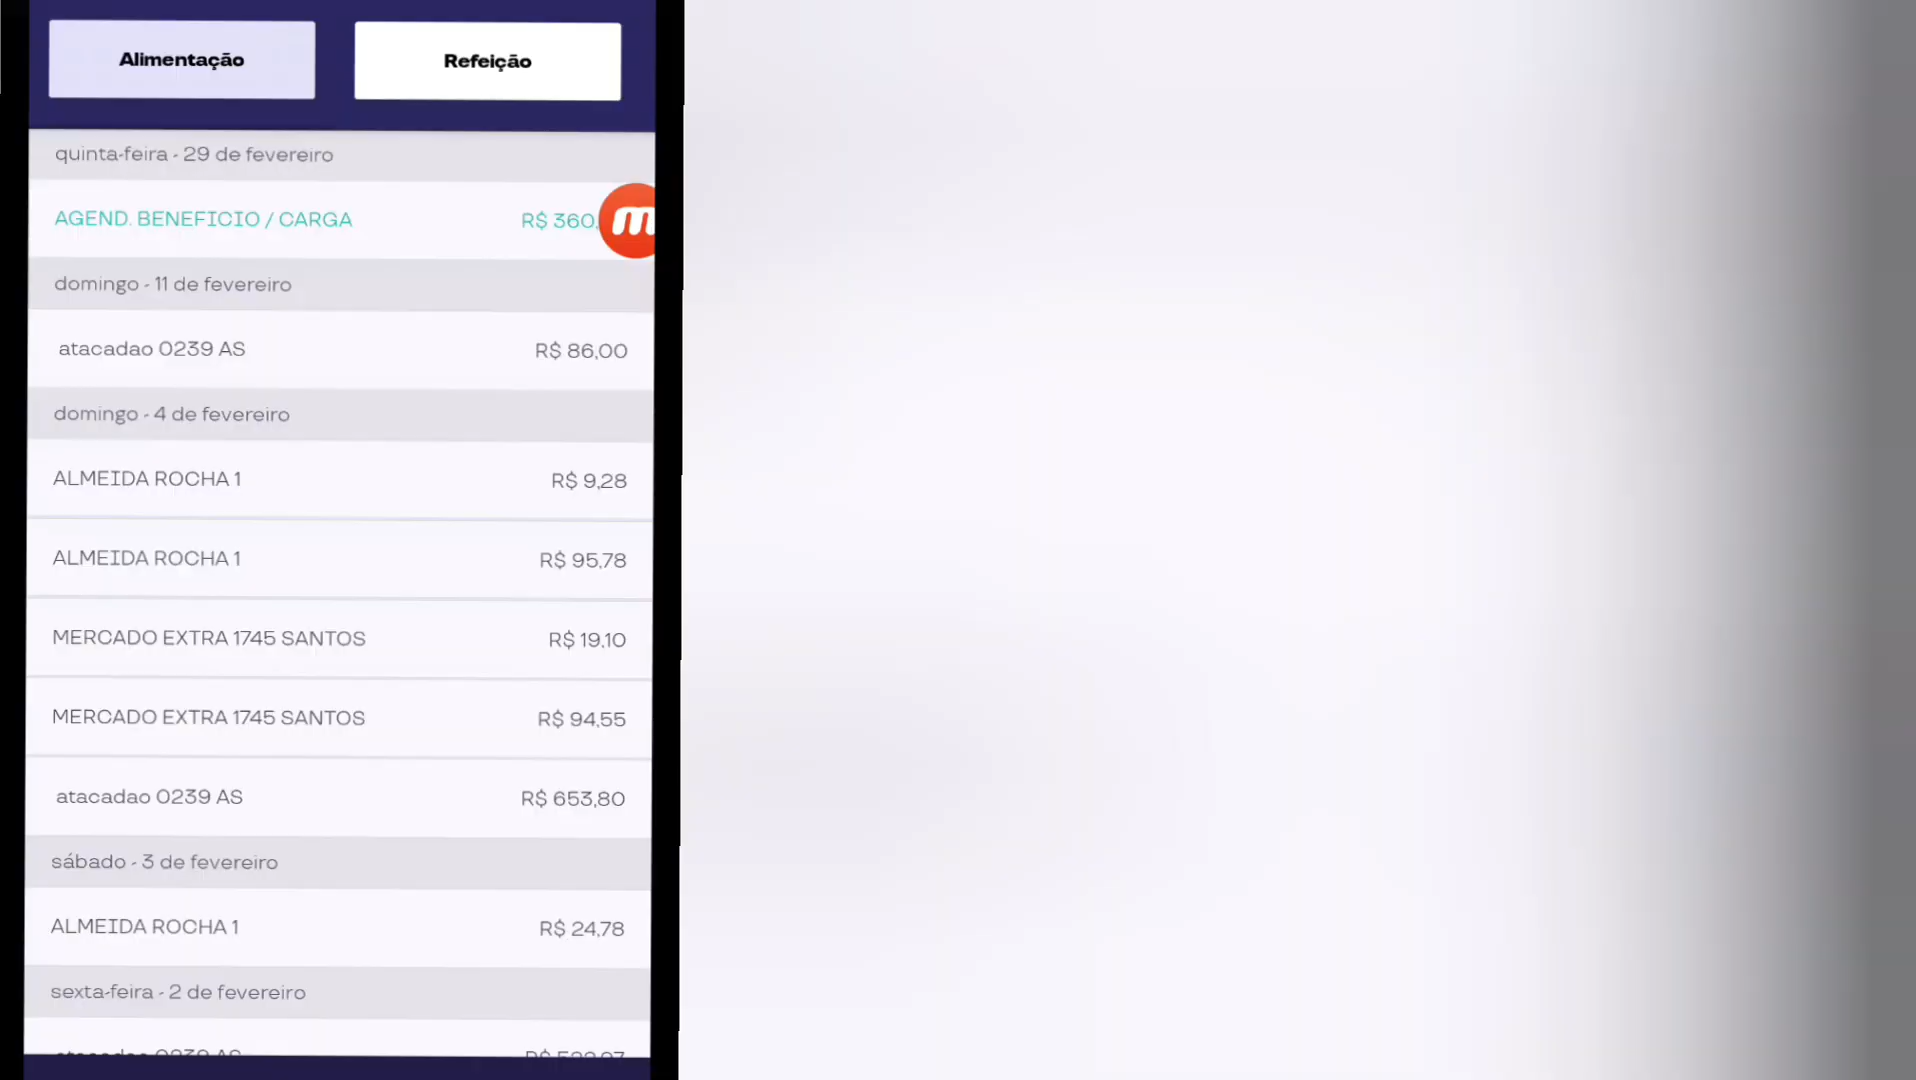 Alimentação
Refeição
quinta-feira - 29 de fevereiro
AGEND. BENEFICIO / CARGA R$ 360,
domingo - 11 de fevereiro
atacadao 0239 AS R$ 86,00
domingo - 4 de fevereiro
ALMEIDA ROCHA 1 R$ 9,28
ALMEIDA ROCHA 1 R$ 95,78
MERCADO EXTRA 1745 SANTOS R$ 19,10
MERCADO EXTRA 1745 SANTOS R$ 94,55
atacadao 0239 AS R$ 653,80
sábado - 3 de fevereiro
ALMEIDA ROCHA 1 R$ 24,78
sexta-feira - 2 de fevereiro
atacadao 0239 AS